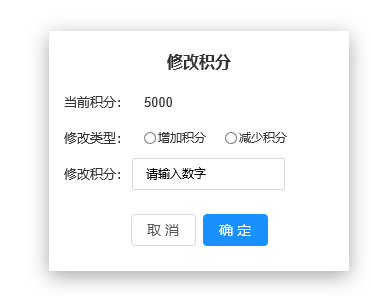 修改积分
当前积分： 5000
修改类型： 增加积分 减少积分
修改积分： 请输入数字
取 消 确 定